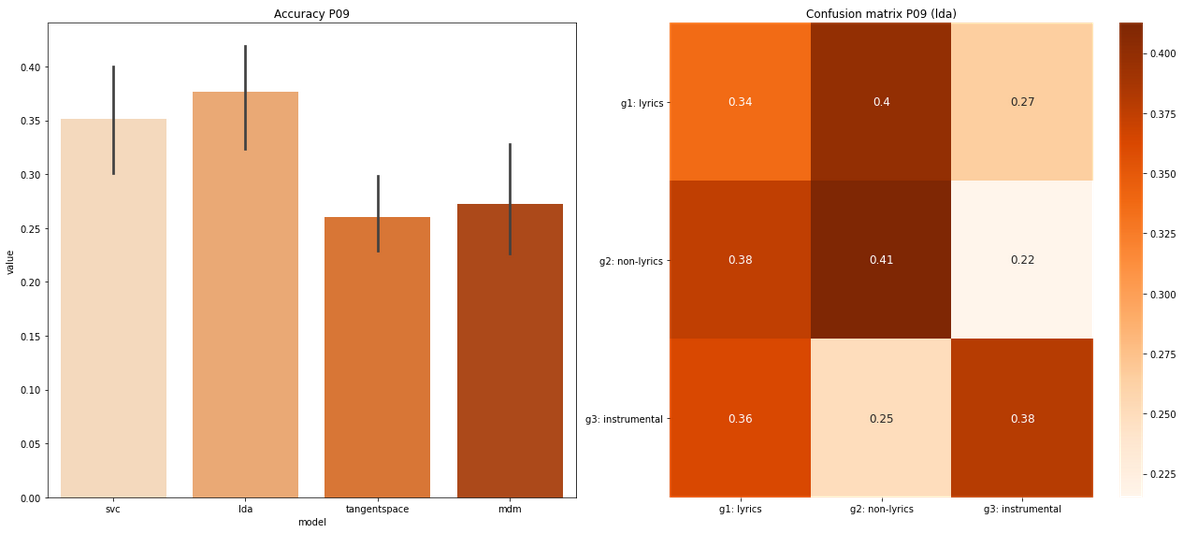 Accuracy P09
0.40
0.35
0.30
0.25
0.20
0.15
0.10
0.05
0.00
value
svc
lda
tangentspace
mdm
model
Confusion matrix P09 (lda)
g1: lyrics
0.34
0.4
0.27
g2: non-lyrics
0.38
0.41
0.22
g3: instrumental
0.36
0.25
0.38
g1: lyrics
g2: non-lyrics
g3: instrumental
0.400
0.375
0.350
0.325
0.300
0.275
0.250
0.225